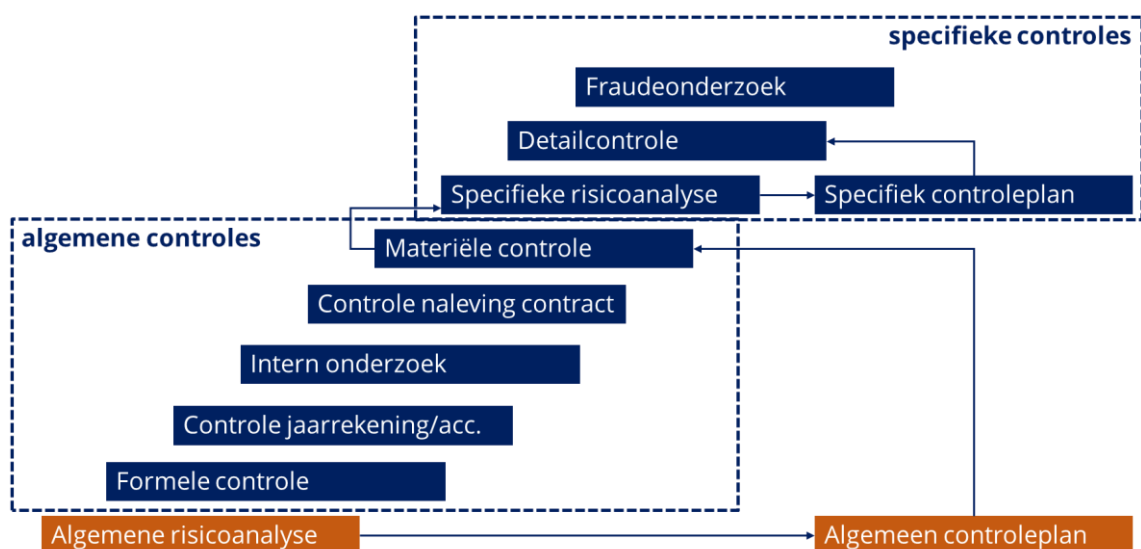 specifieke controles
Fraudeonderzoek
Detailcontrole
Specifieke risicoanalyse
Specifiek controleplan
algemene controles
Materiële controle
Controle naleving contract
Intern onderzoek
Controle jaarrekening/acc.
Formele controle
Algemene risicoanalyse
Algemeen controleplan